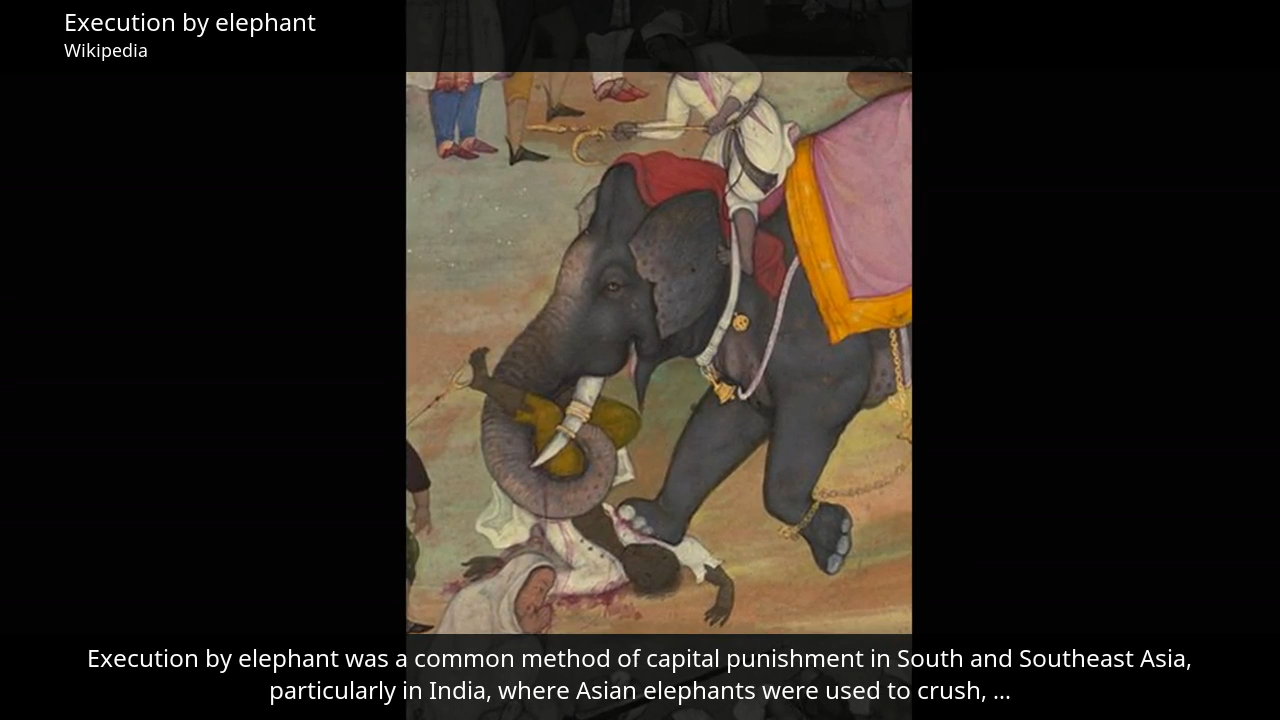 Execution by elephant
Wikipedia
Execution by elephant was a common method of capital punishment in South and Southeast Asia,
particularly in India, where Asian elephants were used to crush, ...